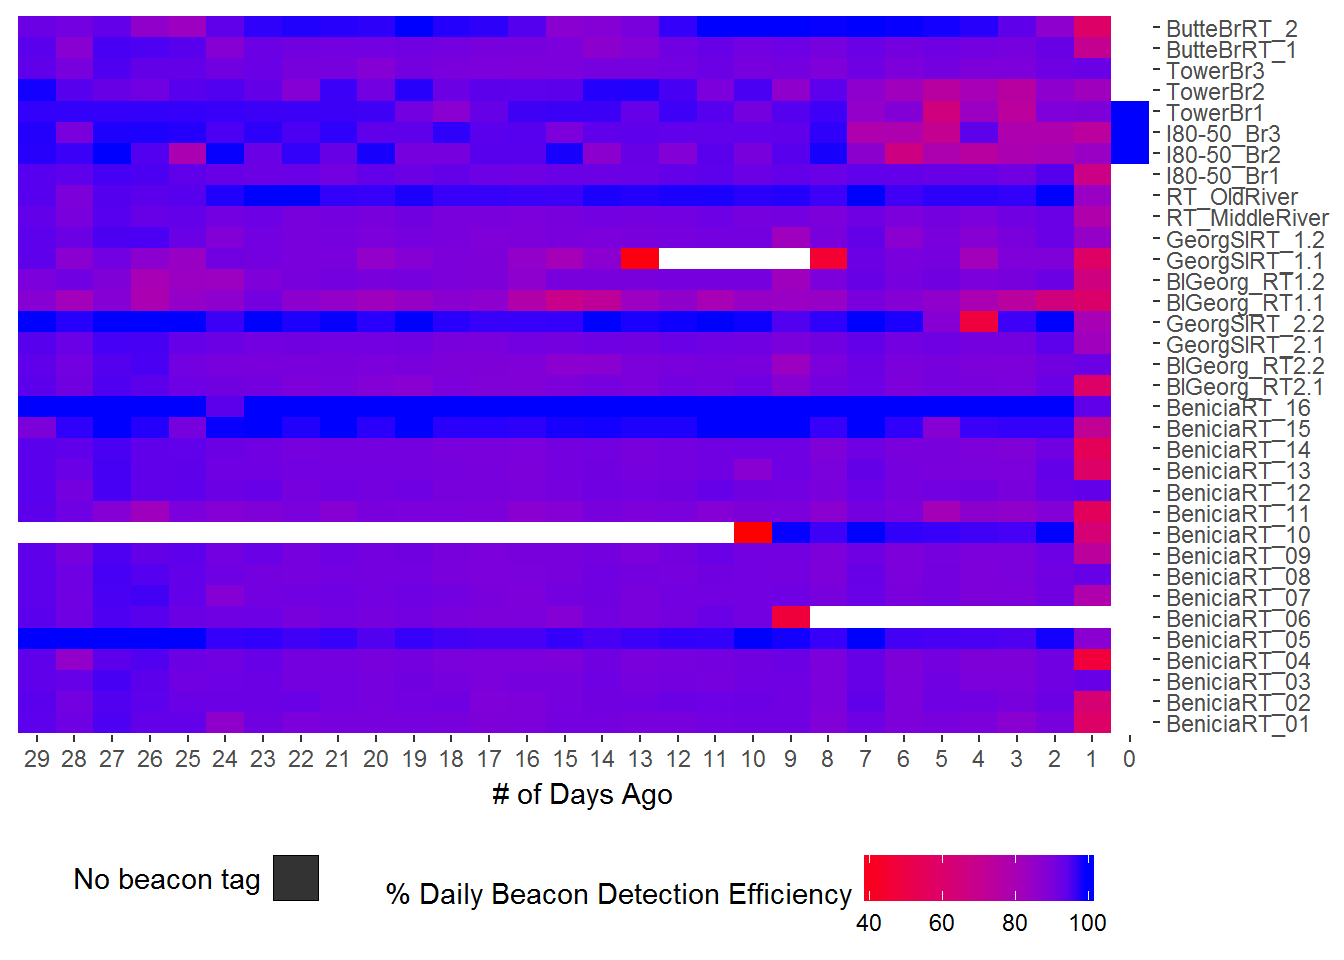 ButteBrRT_2
ButteBrRT_1
TowerBr3
TowerBr2
TowerBr1
I80-50_Br3
I80-50_Br2
I80-50_Br1
RT_OldRiver
RT_MiddleRiver
GeorgSlRT_1.2
GeorgSlRT_1.1
BlGeorg_RT1.2
BlGeorg_RT1.1
GeorgSlRT_2.2
GeorgSlRT_2.1
BlGeorg_RT2.2
BlGeorg_RT2.1
BeniciaRT_16
BeniciaRT_15
BeniciaRT_14
BeniciaRT_13
BeniciaRT_12
BeniciaRT_11
BeniciaRT_10
BeniciaRT_09
BeniciaRT_08
BeniciaRT_07
BeniciaRT_06
BeniciaRT_05
BeniciaRT_04
BeniciaRT_03
BeniciaRT_02
BeniciaRT_01
29 28 27 26 25 24 23 22 21 20 19 18 17 16 15 14 13 12 11 10 9 8 7 6 5 4 3 2 1 0
# of Days Ago
No beacon tag
% Daily Beacon Detection Efficiency
40 60 80 100